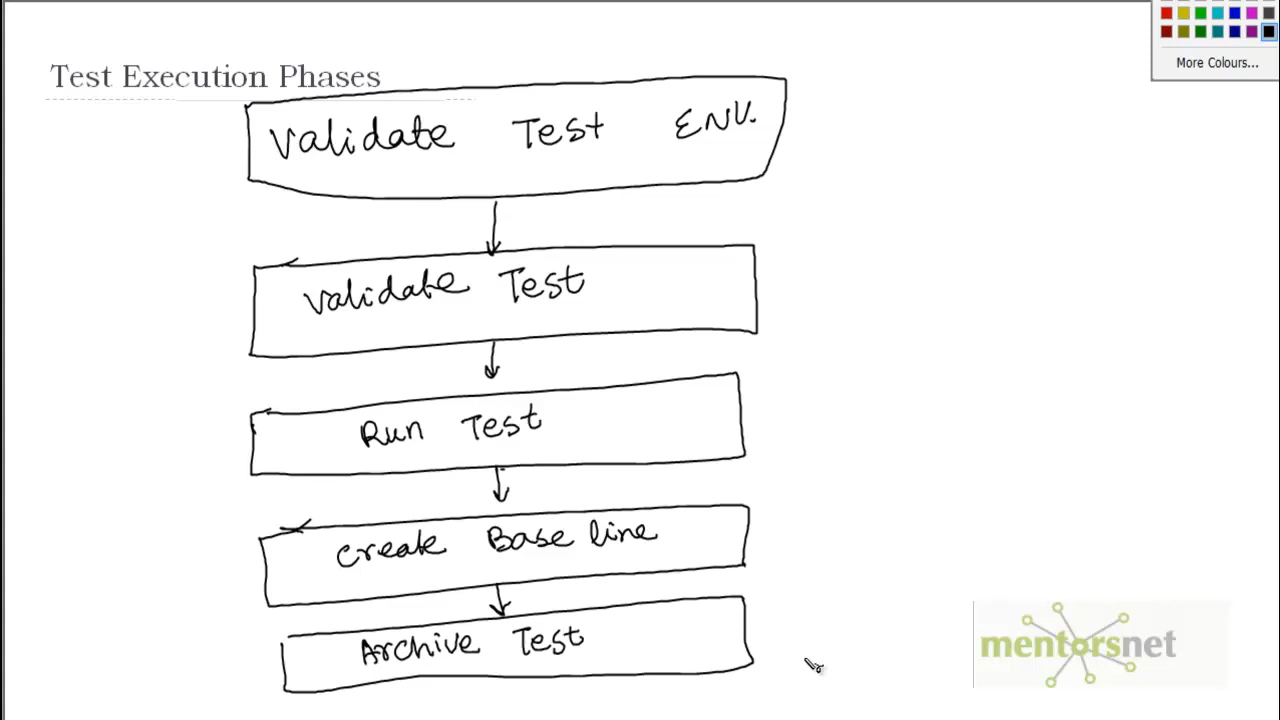 More Colours...
Test Execution Phases
Validate Test ENV.
Validate Test
Run Test
Create Base line
Archive Test
mentorsnet